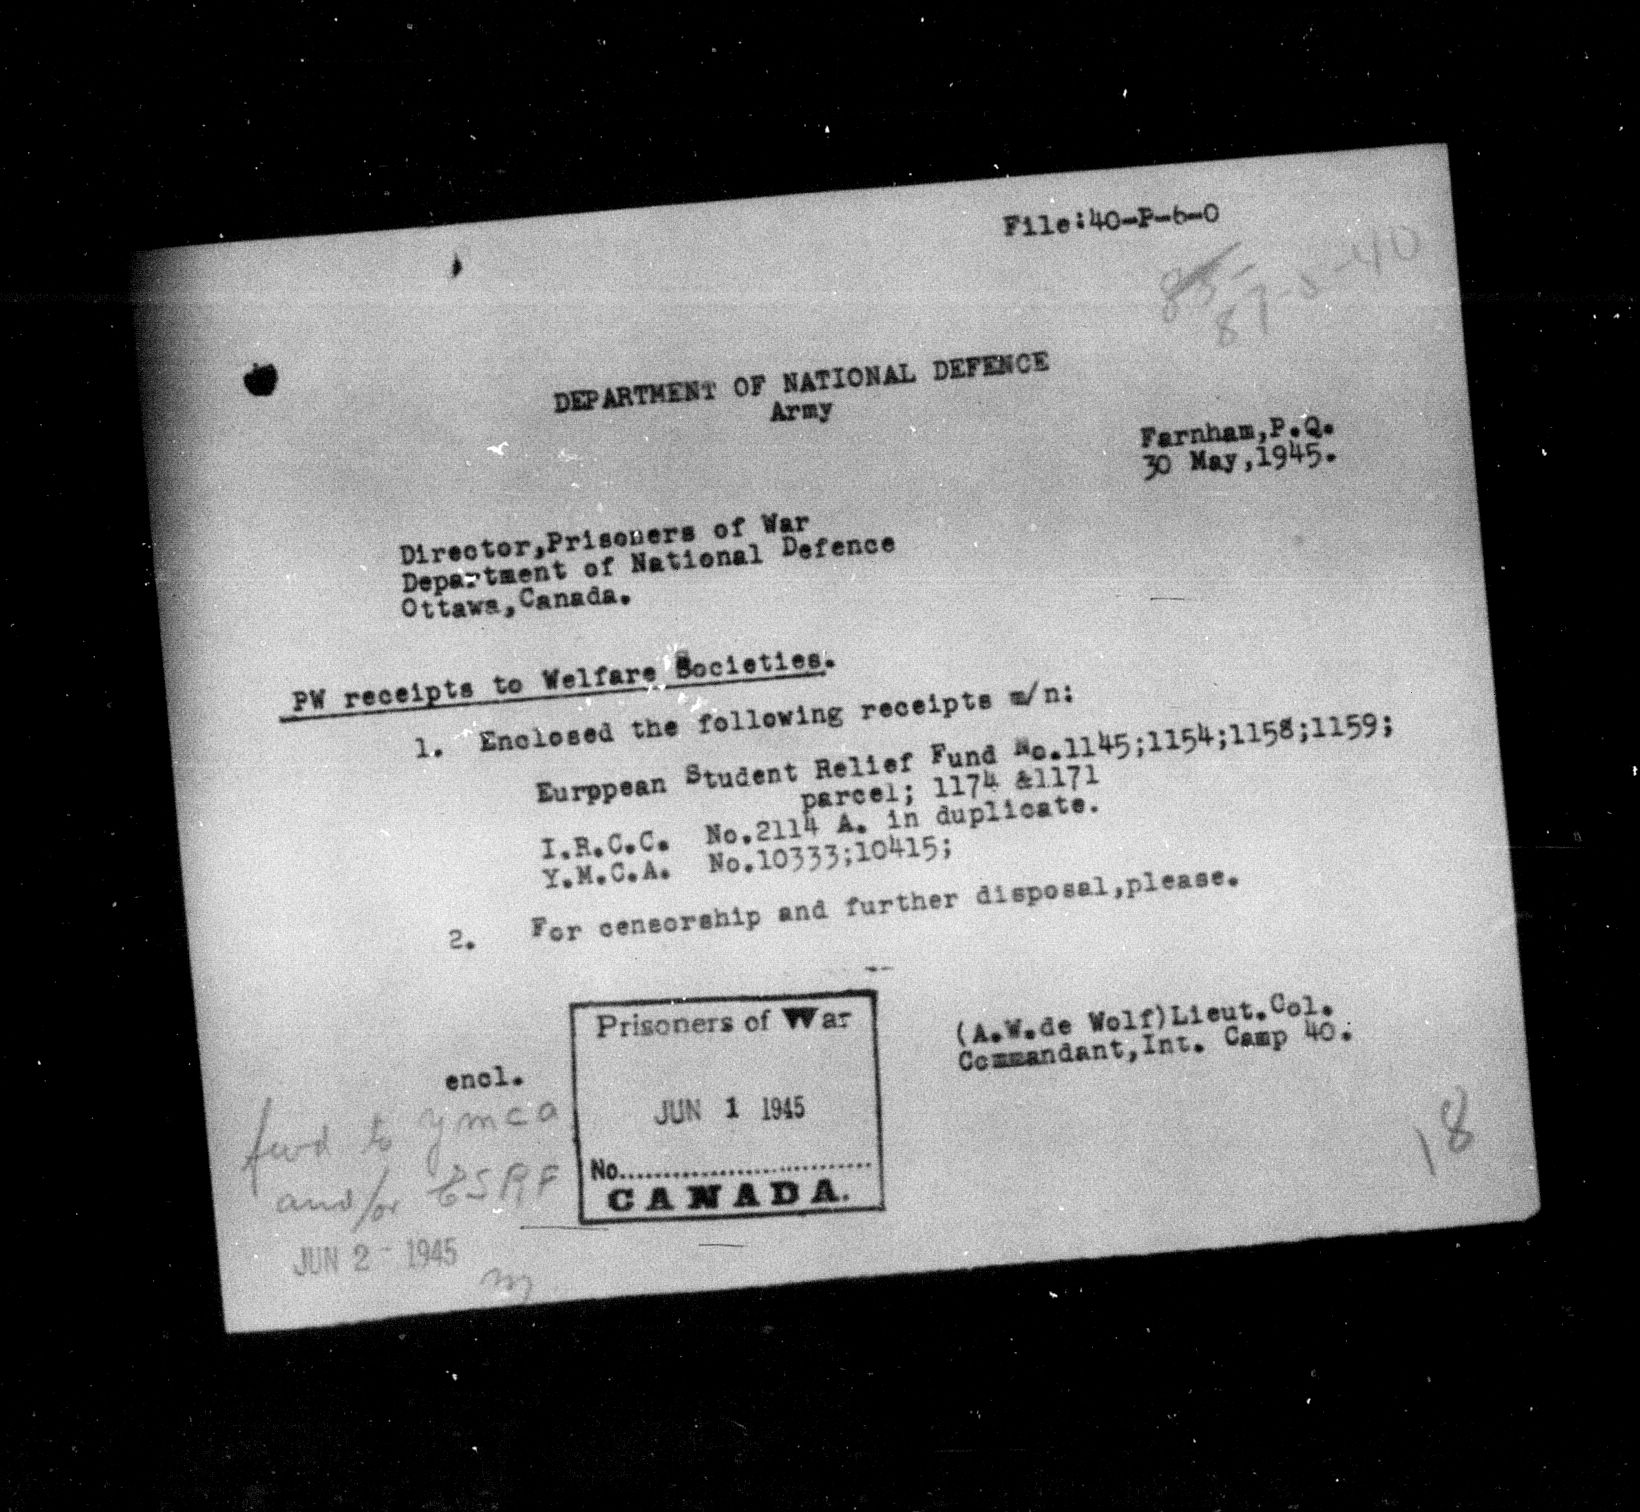 File:40-P-6-0
85-
87-0-40
DEPARTMENT OF NATIONAL DEFENCE
Army
Farnham,P.Q.
30 May,1945.
Director,Prisoners of War
Department of National Defence
Ottawa,Canada.
PW receipts to Welfare Societies.
1. Enclosed the following receipts m/n:
Eurppean Student Relief Fund No.1145;1154;1158;1159;
parcel; 1174 &1171
I.R.C.C. No.2114 A. in duplicate.
Y.M.C.A. No.10333;10415;
2. For censorship and further disposal,please.
(A.W.de Wolf)Lieut.Col.
Commandant,Int. Camp 40.
encl.
Prisoners of War
JUN 1 1945
No..............................
CANADA.
fwd to ymca
and/or ESRF
JUN 2 - 1945
18